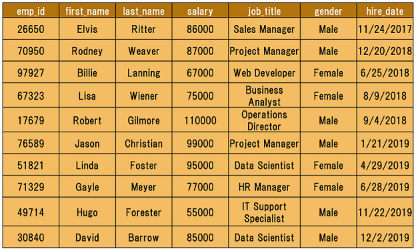 emp_id first_name last_name salary job_title gender hire_date
26650 Elvis Ritter 86000 Sales Manager Male 11/24/2017
70950 Rodney Weaver 87000 Project Manager Male 12/20/2018
97927 Billie Lanning 67000 Web Developer Female 6/25/2018
67323 Lisa Wiener 75000 Business Analyst Female 8/9/2018
17679 Robert Gilmore 110000 Operations Director Male 9/4/2018
76589 Jason Christian 99000 Project Manager Male 1/21/2019
51821 Linda Foster 95000 Data Scientist Female 4/29/2019
71329 Gayle Meyer 77000 HR Manager Female 6/28/2019
49714 Hugo Forester 55000 IT Support Specialist Male 11/22/2019
30840 David Barrow 85000 Data Scientist Male 12/2/2019